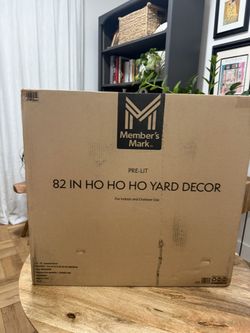 Member's
Mark
PRE-LIT
82 IN HO HO HO YARD DECOR
For Indoor and Outdoor Use